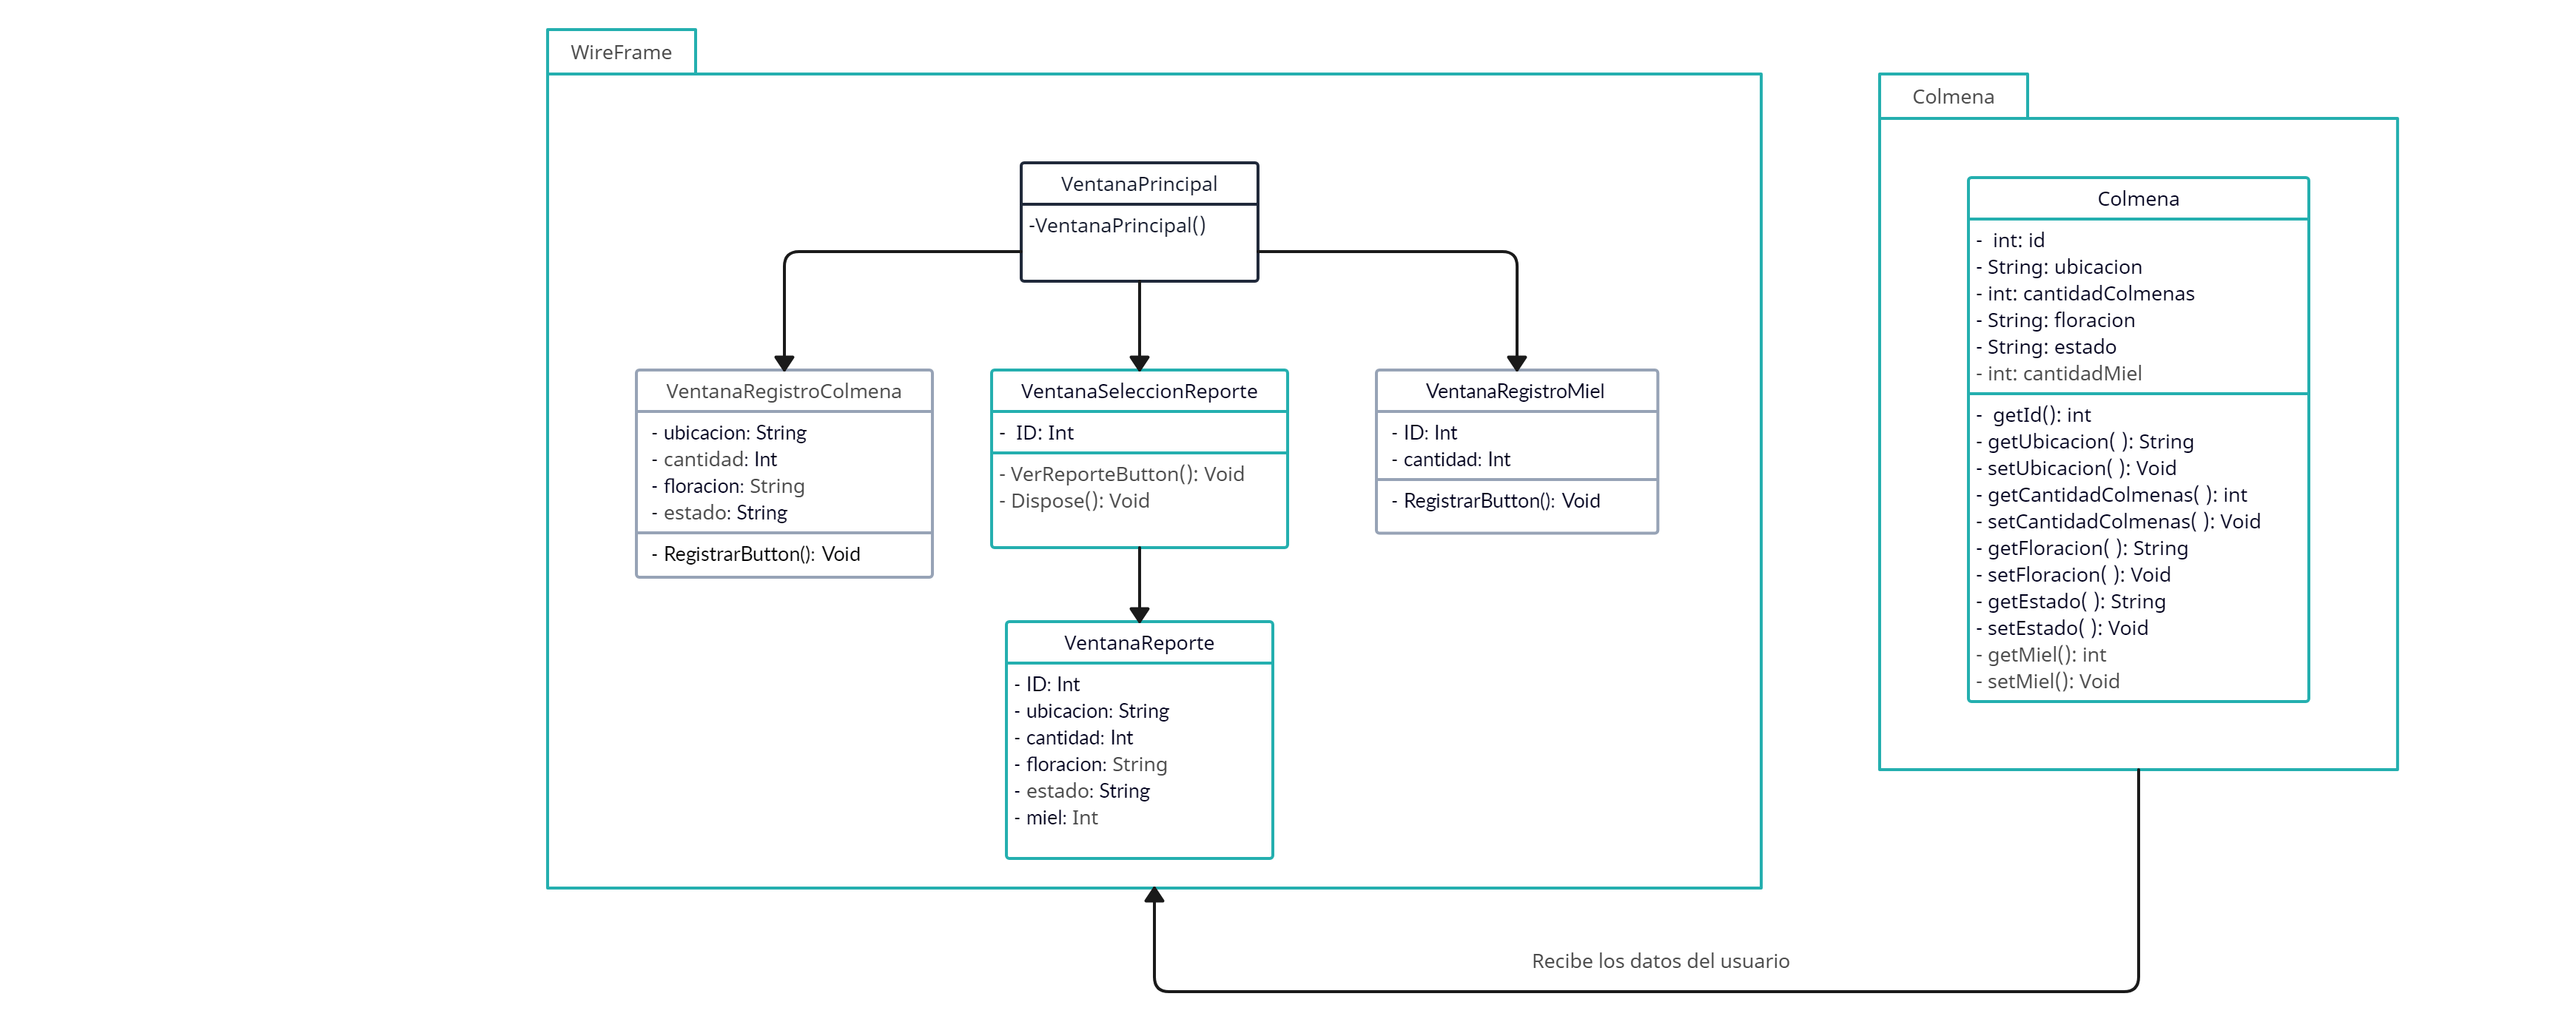 WireFrame
VentanaPrincipal
-VentanaPrincipal()
VentanaRegistroColmena
- ubicacion: String
- cantidad: Int
- floracion: String
- estado: String
- RegistrarButton(): Void
VentanaSeleccionReporte
-  ID: Int
- VerReporteButton(): Void
- Dispose(): Void
VentanaRegistroMiel
- ID: Int
- cantidad: Int
- RegistrarButton(): Void
VentanaReporte
- ID: Int
- ubicacion: String
- cantidad: Int
- floracion: String
- estado: String
- miel: Int
Colmena
Colmena
-  int: id
- String: ubicacion
- int: cantidadColmenas
- String: floracion
- String: estado
- int: cantidadMiel
-  getId(): int
- getUbicacion( ): String
- setUbicacion( ): Void
- getCantidadColmenas( ): int
- setCantidadColmenas( ): Void
- getFloracion( ): String
- setFloracion( ): Void
- getEstado( ): String
- setEstado( ): Void
- getMiel(): int
- setMiel(): Void
Recibe los datos del usuario